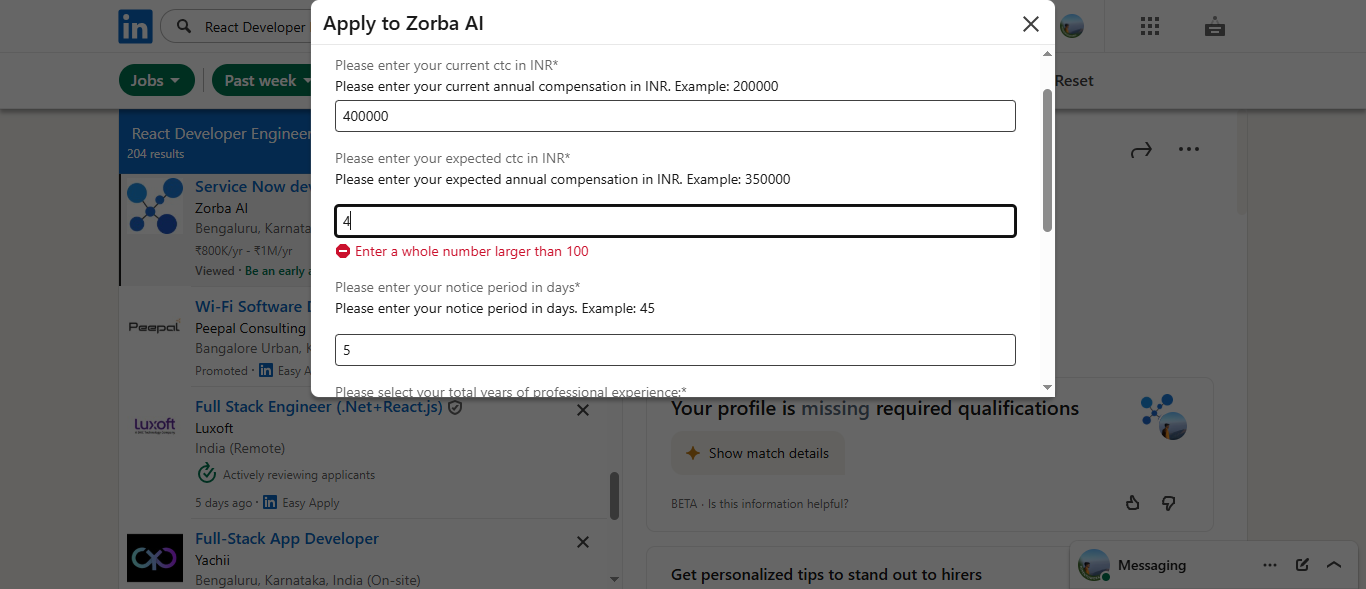 in
React Developer
Apply to Zorba AI
Jobs
Past week
Reset
Please enter your current ctc in INR*
Please enter your current annual compensation in INR. Example: 200000
400000
Please enter your expected ctc in INR*
Please enter your expected annual compensation in INR. Example: 350000
4
Enter a whole number larger than 100
Please enter your notice period in days*
Please enter your notice period in days. Example: 45
5
Please select your total years of professional experience:*
React Developer Engineer
204 results
Service Now dev
Zorba AI
Bengaluru, Karnata
₹800K/yr - ₹1M/yr
Viewed · Be an early a
Peepal
Wi-Fi Software
Peepal Consulting
Bangalore Urban,
Promoted · in Easy A
Luxoft
Full Stack Engineer (.Net+React.js)
Luxoft
India (Remote)
Actively reviewing applicants
5 days ago · in Easy Apply
Full-Stack App Developer
Yachii
Bengaluru, Karnataka, India (On-site)
Your profile is missing required qualifications
Show match details
BETA · Is this information helpful?
Get personalized tips to stand out to hirers
Messaging